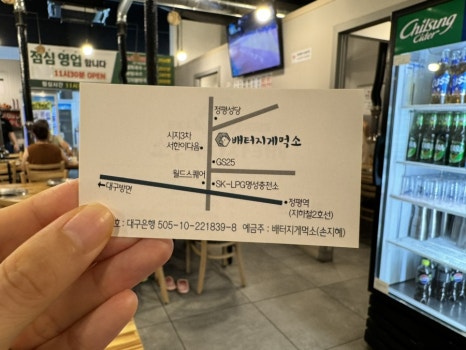 점심 영업 합니다
11시30분 OPEN
Chilsung
Cider
정평성당
시지3차
서한이다음
배터지게먹소
GS25
월드스퀘어
SK-LPG명성충전소
대구방면
정평역
(지하철2호선)
호 : 대구은행 505-10-221839-8 예금주 : 배터지게먹소(손지혜)